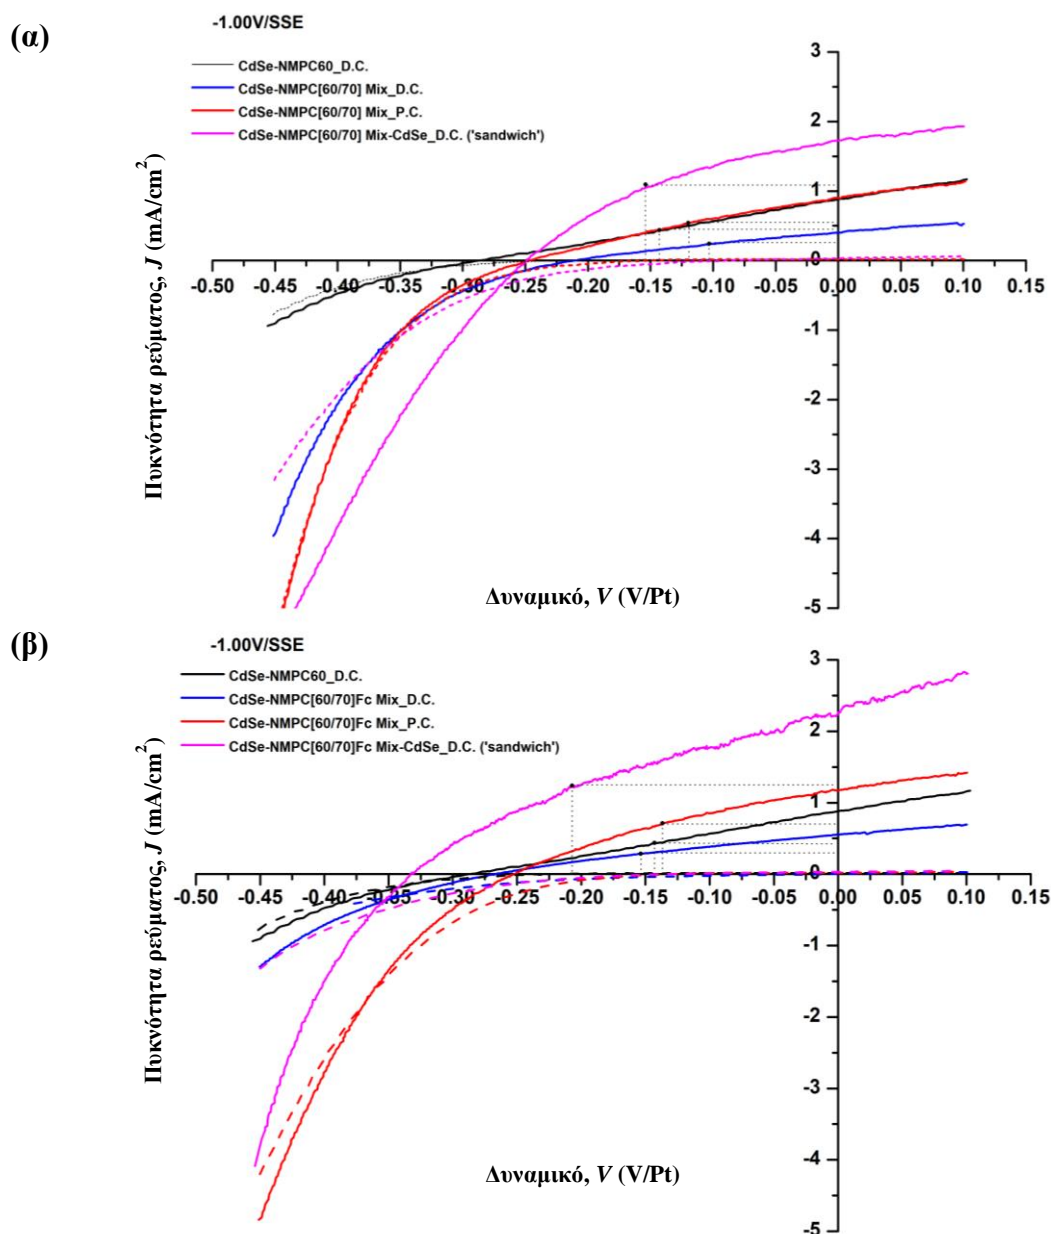 (α)
-1.00V/SSE
CdSe-NMPC60_D.C.
CdSe-NMPC[60/70] Mix_D.C.
CdSe-NMPC[60/70] Mix_P.C.
CdSe-NMPC[60/70] Mix-CdSe_D.C. ('sandwich')
Πυκνότητα ρεύματος, J (mA/cm²)
3
2
1
0
-1
-2
-3
-4
-5
-0.50 -0.45 -0.40 -0.35 -0.30 -0.25 -0.20 -0.15 -0.10 -0.05 0.00 0.05 0.10 0.15
Δυναμικό, V (V/Pt)
(β)
-1.00V/SSE
CdSe-NMPC60_D.C.
CdSe-NMPC[60/70]Fc Mix_D.C.
CdSe-NMPC[60/70]Fc Mix_P.C.
CdSe-NMPC[60/70]Fc Mix-CdSe_D.C. ('sandwich')
Πυκνότητα ρεύματος, J (mA/cm²)
3
2
1
0
-1
-2
-3
-4
-5
-0.50 -0.45 -0.40 -0.35 -0.30 -0.25 -0.20 -0.15 -0.10 -0.05 0.00 0.05 0.10 0.15
Δυναμικό, V (V/Pt)